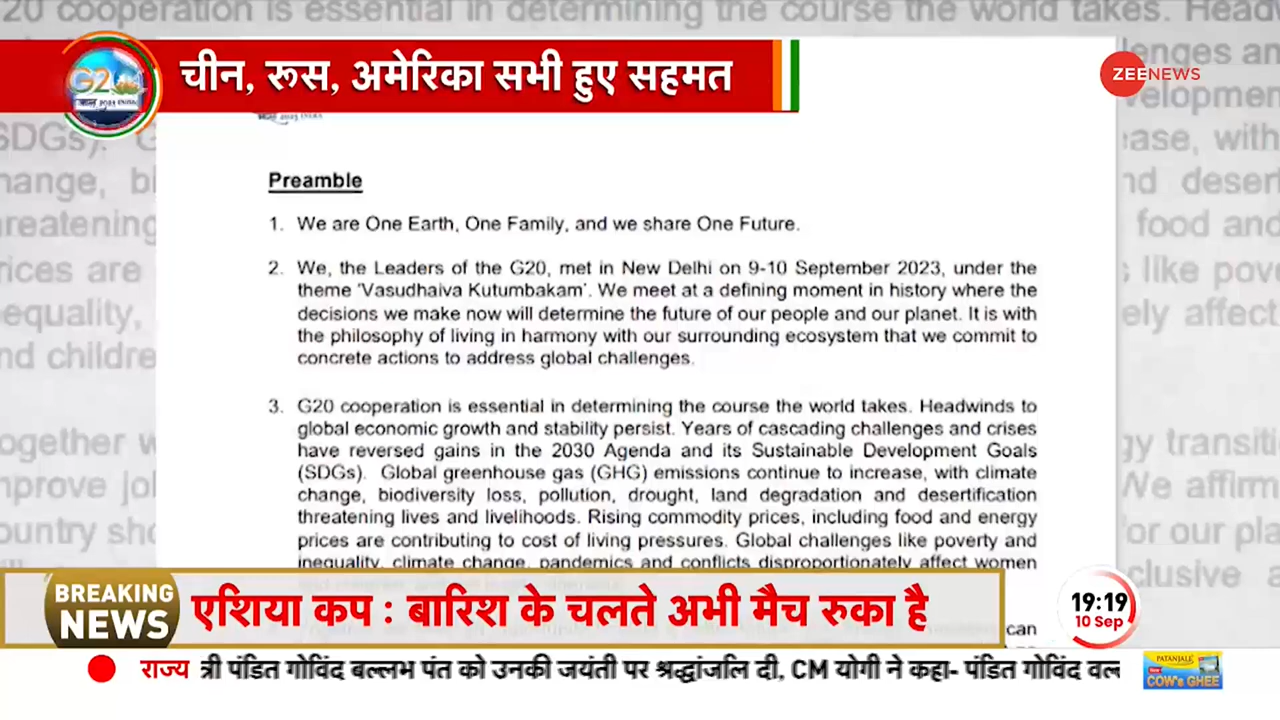 चीन, रूस, अमेरिका सभी हुए सहमत
ZEENEWS
G20
Preamble
1. We are One Earth, One Family, and we share One Future.
2. We, the Leaders of the G20, met in New Delhi on 9-10 September 2023, under the
theme 'Vasudhaiva Kutumbakam'. We meet at a defining moment in history where the
decisions we make now will determine the future of our people and our planet. It is with
the philosophy of living in harmony with our surrounding ecosystem that we commit to
concrete actions to address global challenges.
3. G20 cooperation is essential in determining the course the world takes. Headwinds to
global economic growth and stability persist. Years of cascading challenges and crises
have reversed gains in the 2030 Agenda and its Sustainable Development Goals
(SDGs). Global greenhouse gas (GHG) emissions continue to increase, with climate
change, biodiversity loss, pollution, drought, land degradation and desertification
threatening lives and livelihoods. Rising commodity prices, including food and energy
prices are contributing to cost of living pressures. Global challenges like poverty and
inequality, climate change, pandemics and conflicts disproportionately affect women
can
BREAKING
NEWS
एशिया कप : बारिश के चलते अभी मैच रुका है
19:19
10 Sep
राज्य त्री पंडित गोविंद बल्लभ पंत को उनकी जयंती पर श्रद्धांजलि दी, CM योगी ने कहा- पंडित गोविंद वल्
PATANJALI
COW's GHEE